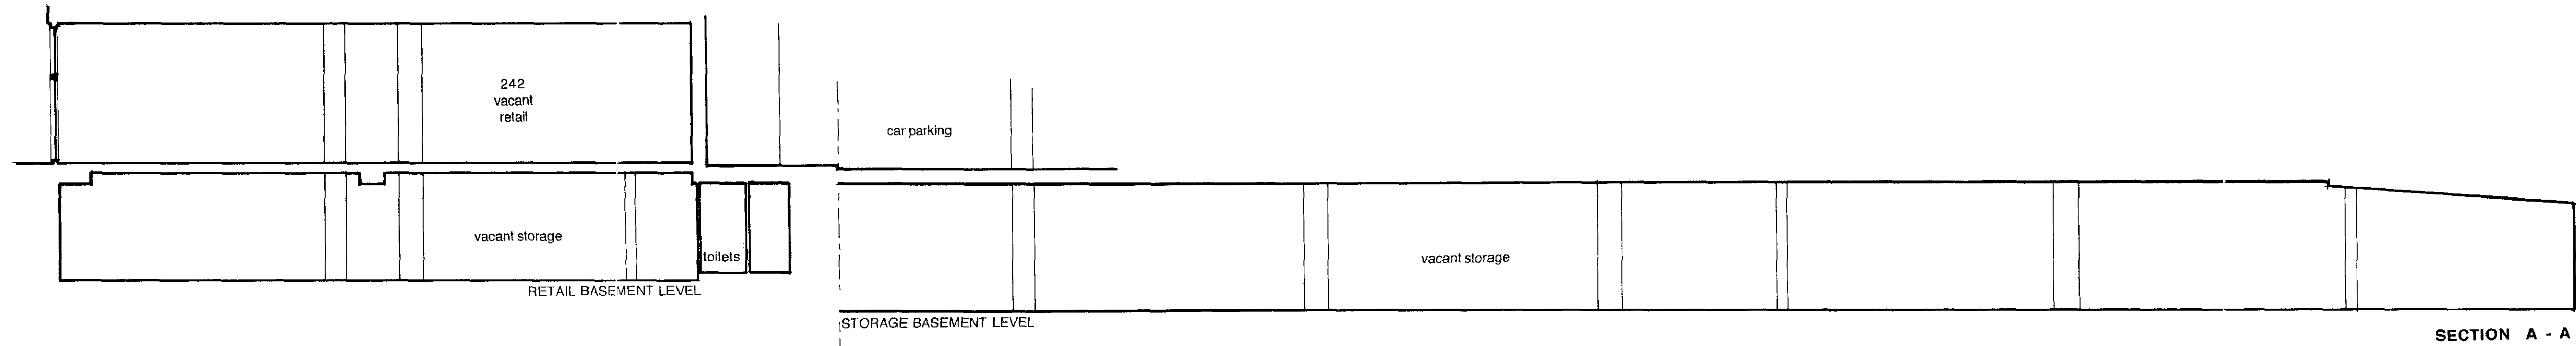 242
vacant
retail
car parking
vacant storage
toilets
vacant storage
RETAIL BASEMENT LEVEL
STORAGE BASEMENT LEVEL
SECTION A - A